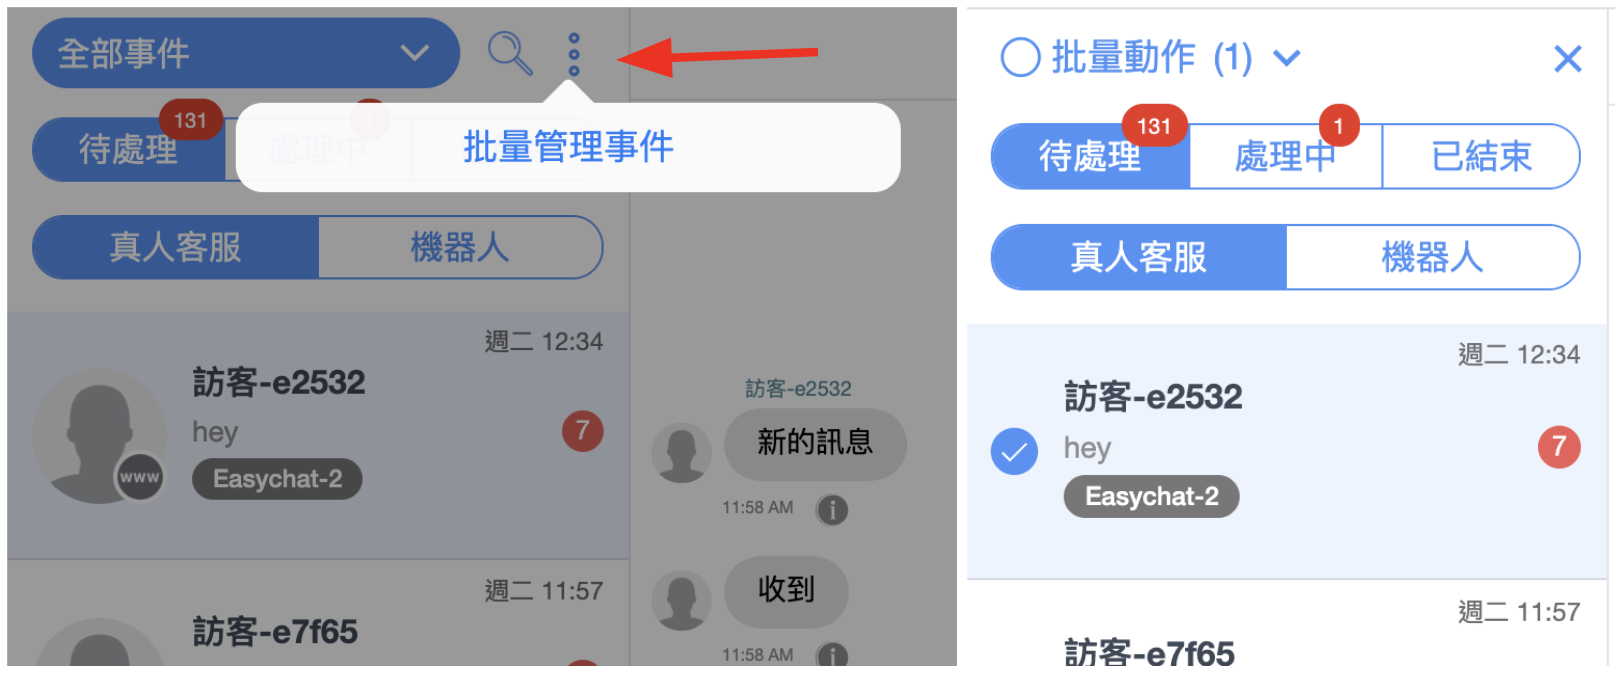 全部事件
批量管理事件
待處理
131
處理中
1
真人客服
機器人
週二 12:34
訪客-e2532
hey
7
www
Easychat-2
週二 11:57
訪客-e7f65
訪客-e2532
新的訊息
11:58 AM
i
收到
11:58 AM
i
批量動作 (1)
待處理
131
處理中
1
已結束
真人客服
機器人
週二 12:34
訪客-e2532
hey
7
Easychat-2
週二 11:57
訪客-e7f65